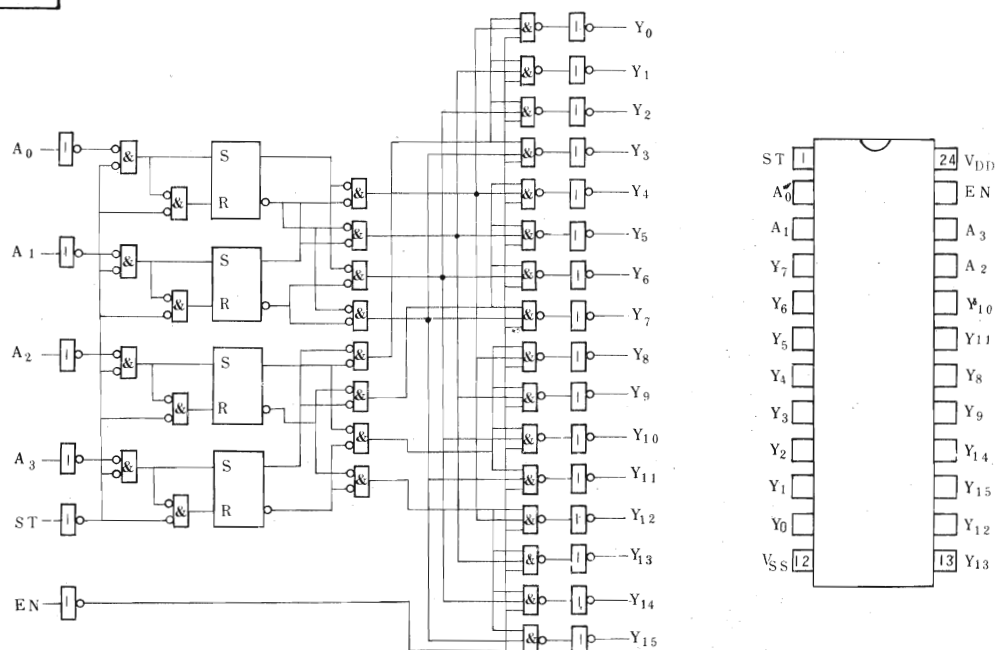 A0
A1
A2
A3
ST
EN
&
&
&
&
&
&
&
&
S
R
S
R
S
R
S
R
&
&
&
&
&
&
&
&
& Y0
& Y1
& Y2
& Y3
& Y4
& Y5
& Y6
& Y7
& Y8
& Y9
& Y10
& Y11
& Y12
& Y13
& Y14
& Y15
ST 1 24 VDD
A0 EN
A1 A3
Y7 A2
Y6 Y10
Y5 Y11
Y4 Y8
Y3 Y9
Y2 Y14
Y1 Y15
Y0 Y12
VSS 12 13 Y13